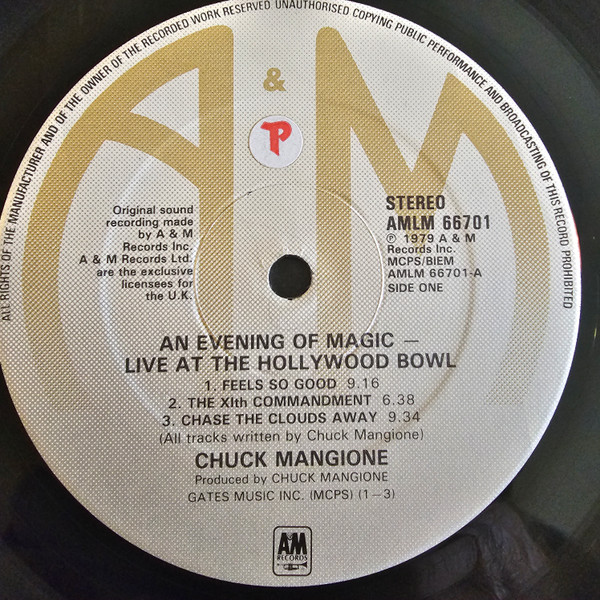 ALL RIGHTS OF THE MANUFACTURER AND OF THE OWNER OF THE RECORDED WORK RESERVED UNAUTHORISED COPYING PUBLIC PERFORMANCE AND BROADCASTING OF THIS RECORD PROHIBITED
A & M
P
Original sound
recording made
by A & M
Records Inc.
A & M Records Ltd.
are the exclusive
licensees for
the U.K.
STEREO
AMLM 66701
℗ 1979 A & M
Records Inc.
MCPS/BIEM
AMLM 66701-A
SIDE ONE
AN EVENING OF MAGIC —
LIVE AT THE HOLLYWOOD BOWL
1. FEELS SO GOOD 9.16
2. THE XIth COMMANDMENT 6.38
3. CHASE THE CLOUDS AWAY 9.34
(All tracks written by Chuck Mangione)
CHUCK MANGIONE
Produced by CHUCK MANGIONE
GATES MUSIC INC. (MCPS) (1–3)
A&M
RECORDS